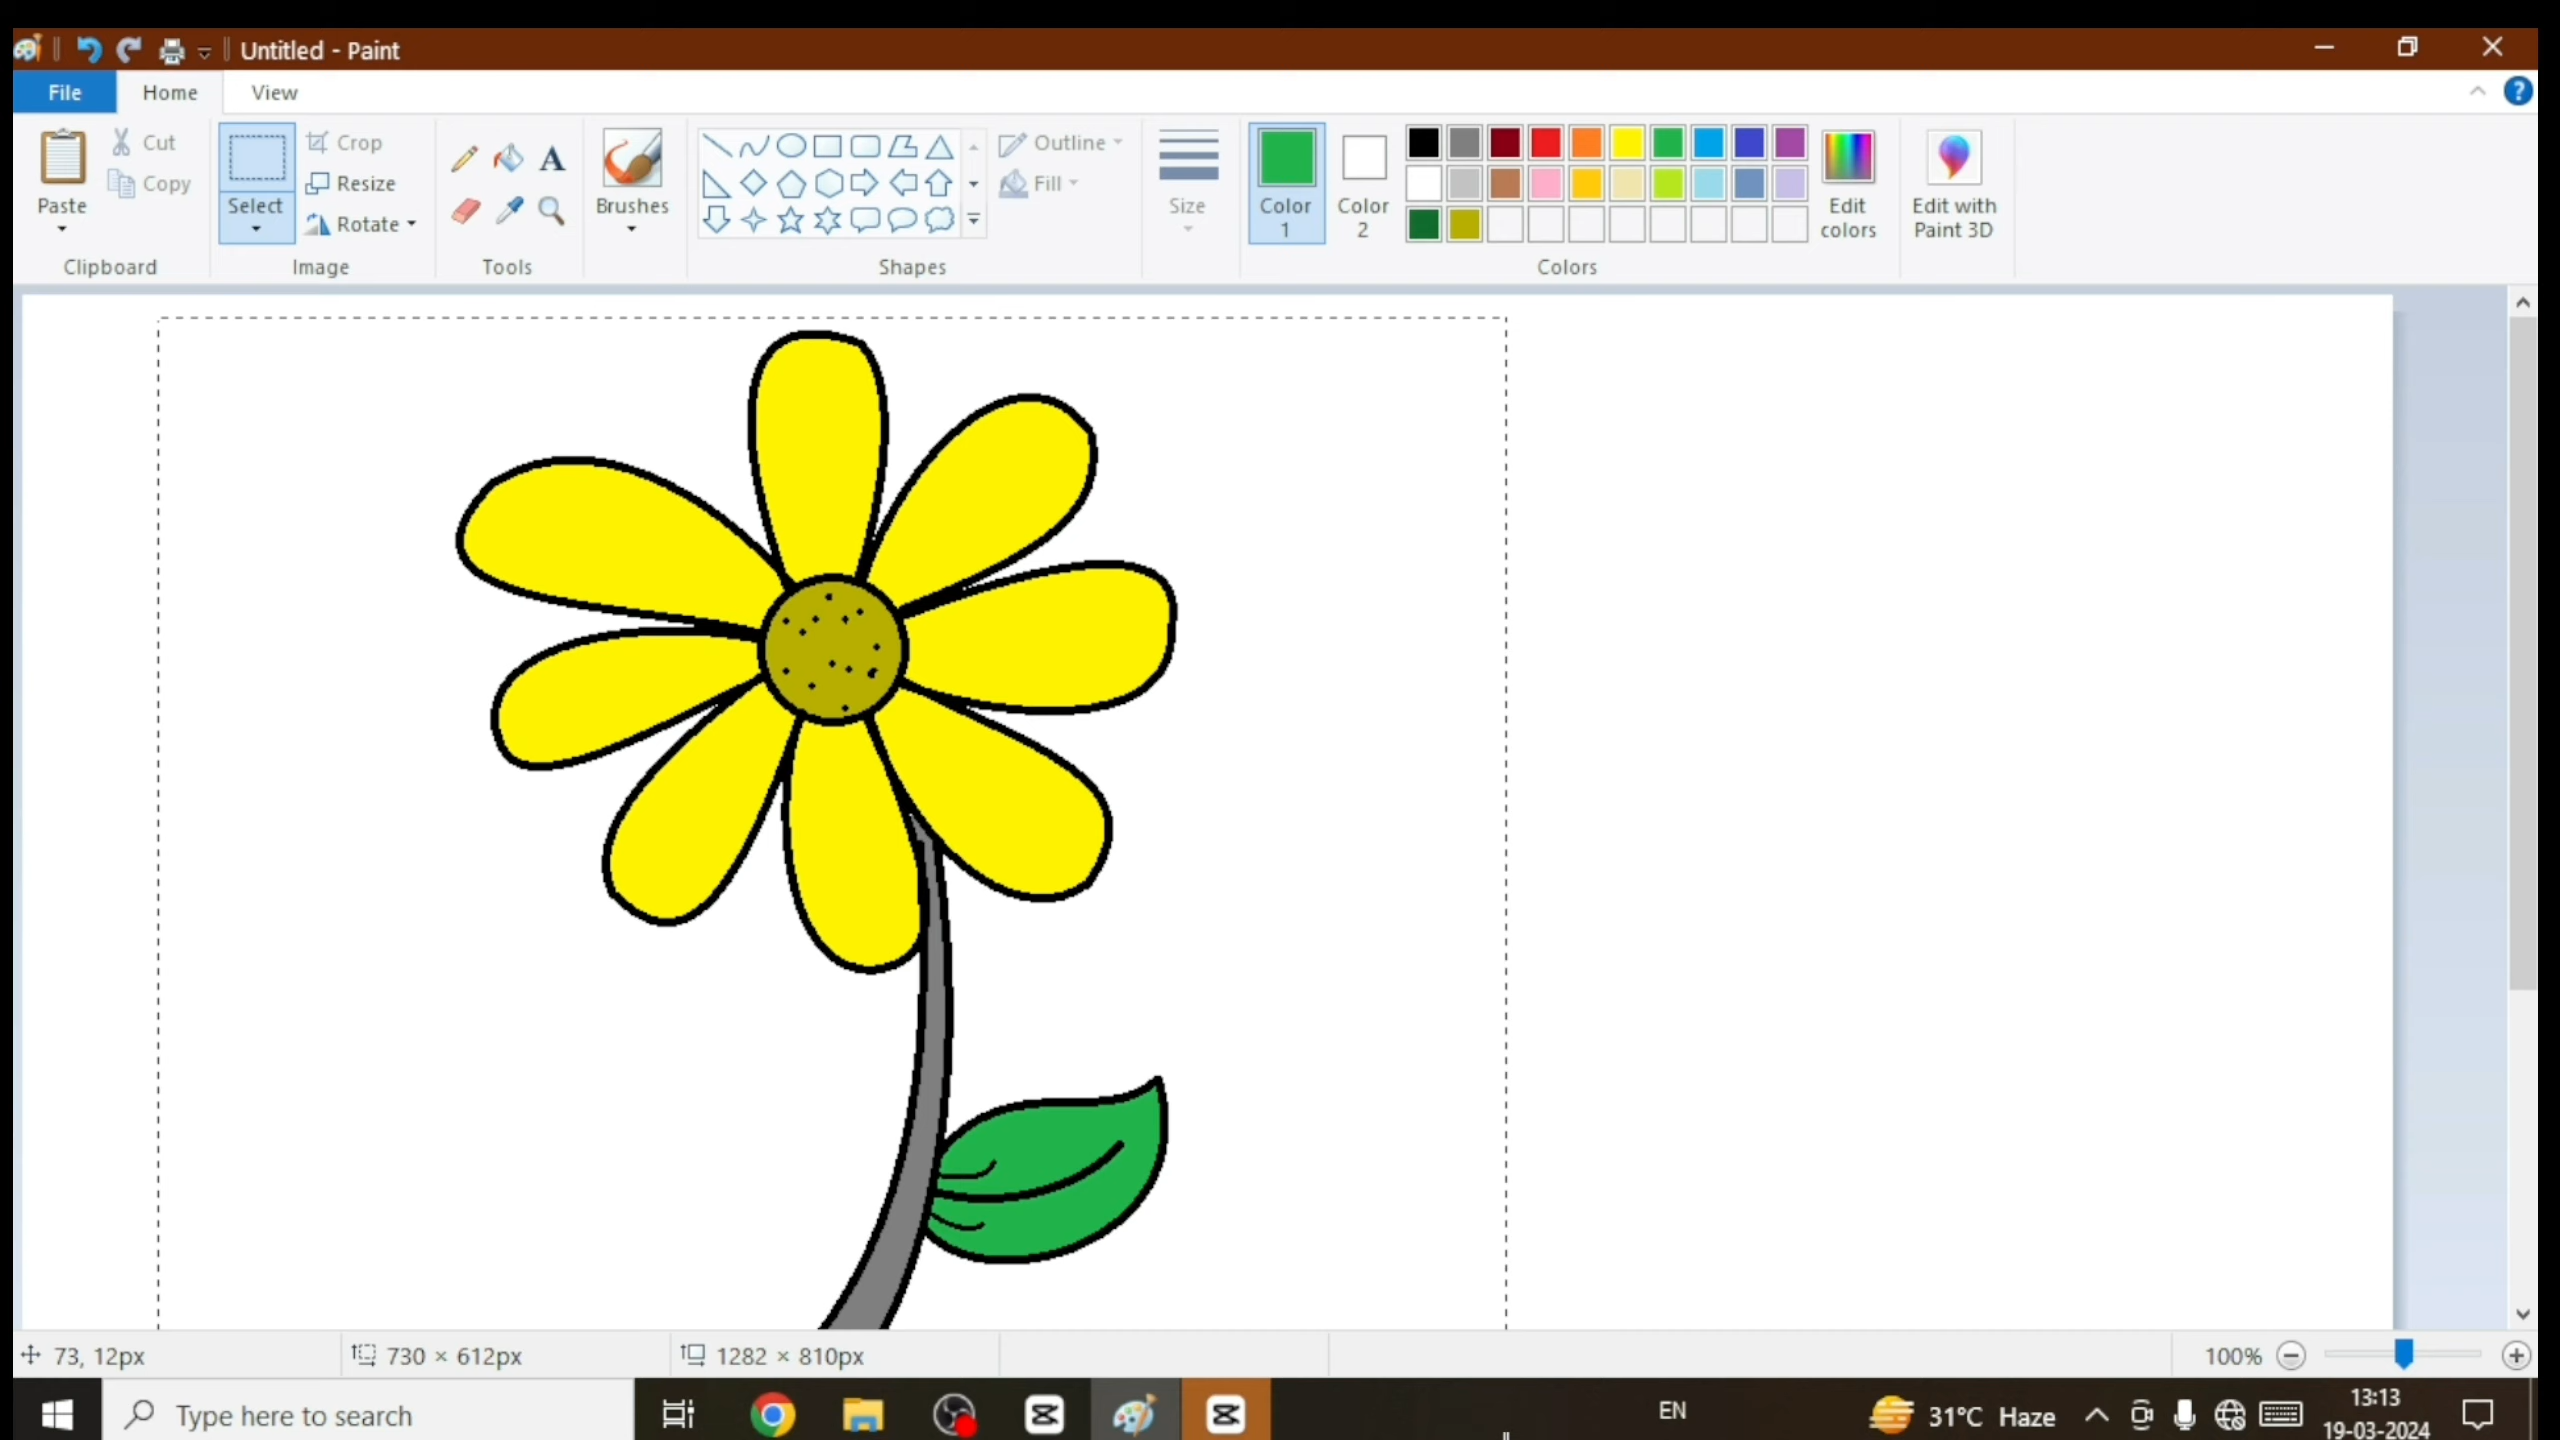 Untitled - Paint
File Home View
Cut Crop A Outline
Copy Resize Fill
Paste Select Rotate Brushes Size Color 1 Color 2 Edit colors Edit with Paint 3D
Clipboard Image Tools Shapes Colors
73, 12px 730 × 612px 1282 × 810px 100%
Type here to search EN 31°C Haze 13:13
19-03-2024